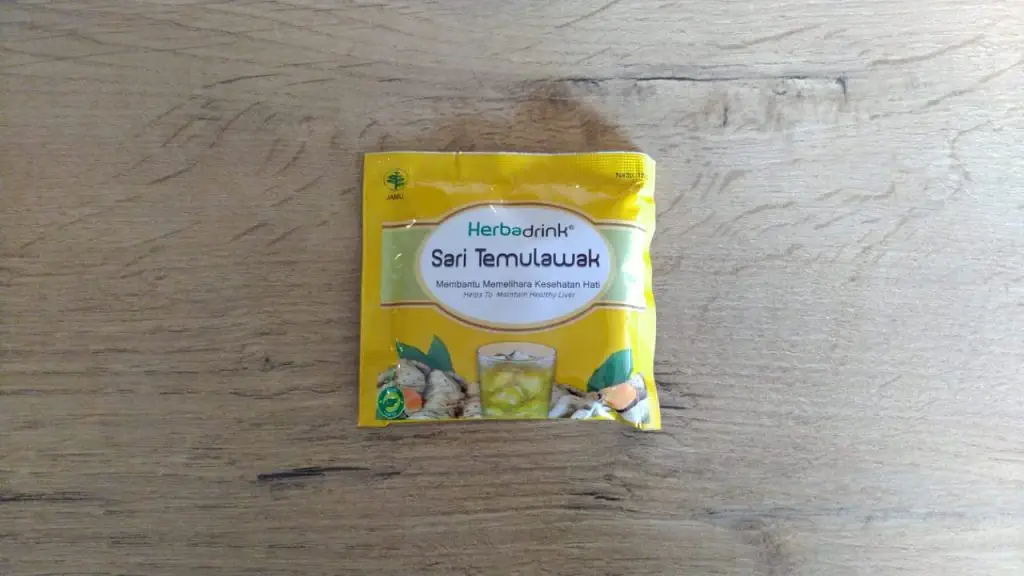 JAMU
Herbadrink®
Sari Temulawak
Membantu Memelihara Kesehatan Hati
Helps To Maintain Healthy Liver